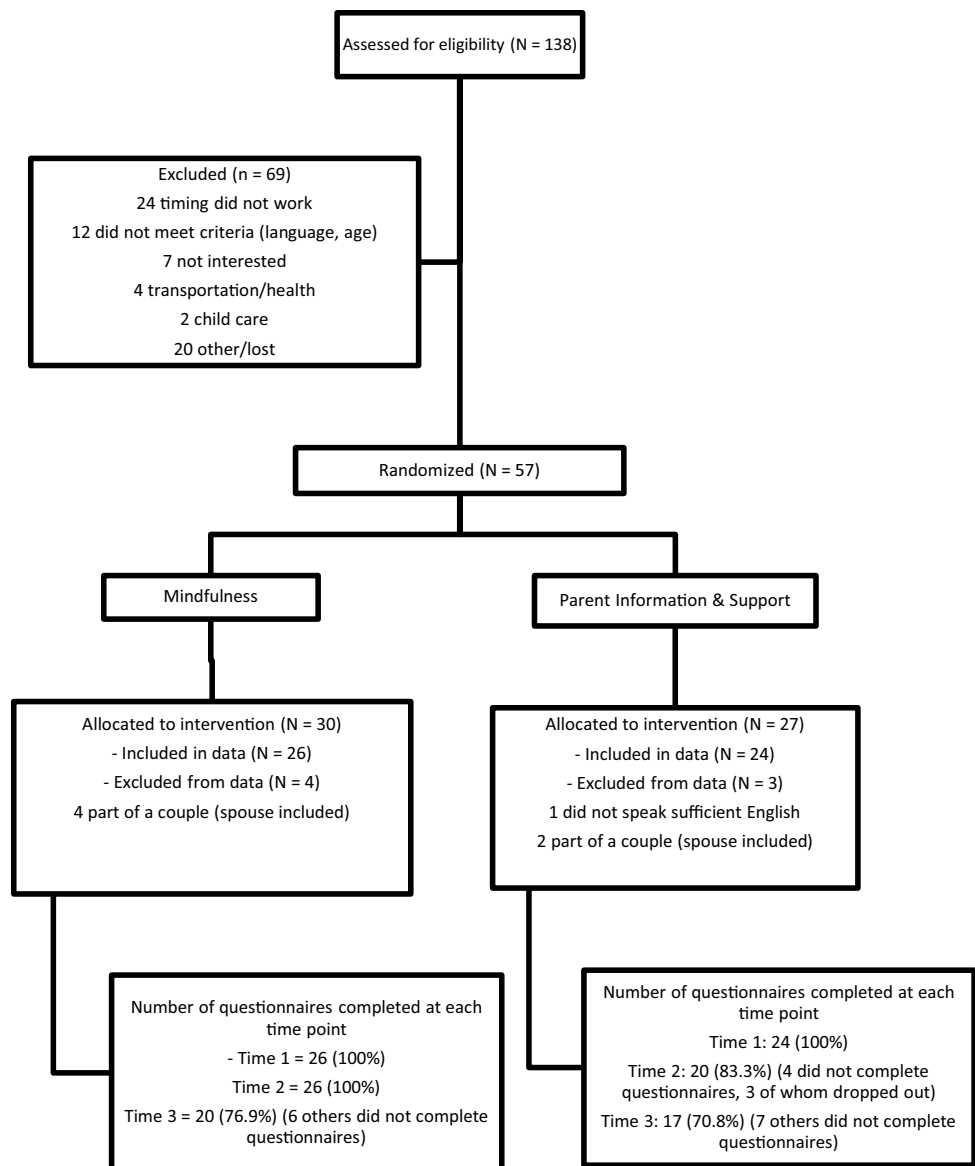 Assessed for eligibility (N = 138)
Excluded (n = 69)
24 timing did not work
12 did not meet criteria (language, age)
7 not interested
4 transportation/health
2 child care
20 other/lost
Randomized (N = 57)
Mindfulness
Parent Information & Support
Allocated to intervention (N = 30)
- Included in data (N = 26)
- Excluded from data (N = 4)
4 part of a couple (spouse included)
Allocated to intervention (N = 27)
- Included in data (N = 24)
- Excluded from data (N = 3)
1 did not speak sufficient English
2 part of a couple (spouse included)
Number of questionnaires completed at each
time point
- Time 1 = 26 (100%)
Time 2 = 26 (100%)
Time 3 = 20 (76.9%) (6 others did not complete
questionnaires)
Number of questionnaires completed at each
time point
Time 1: 24 (100%)
Time 2: 20 (83.3%) (4 did not complete
questionnaires, 3 of whom dropped out)
Time 3: 17 (70.8%) (7 others did not complete
questionnaires)